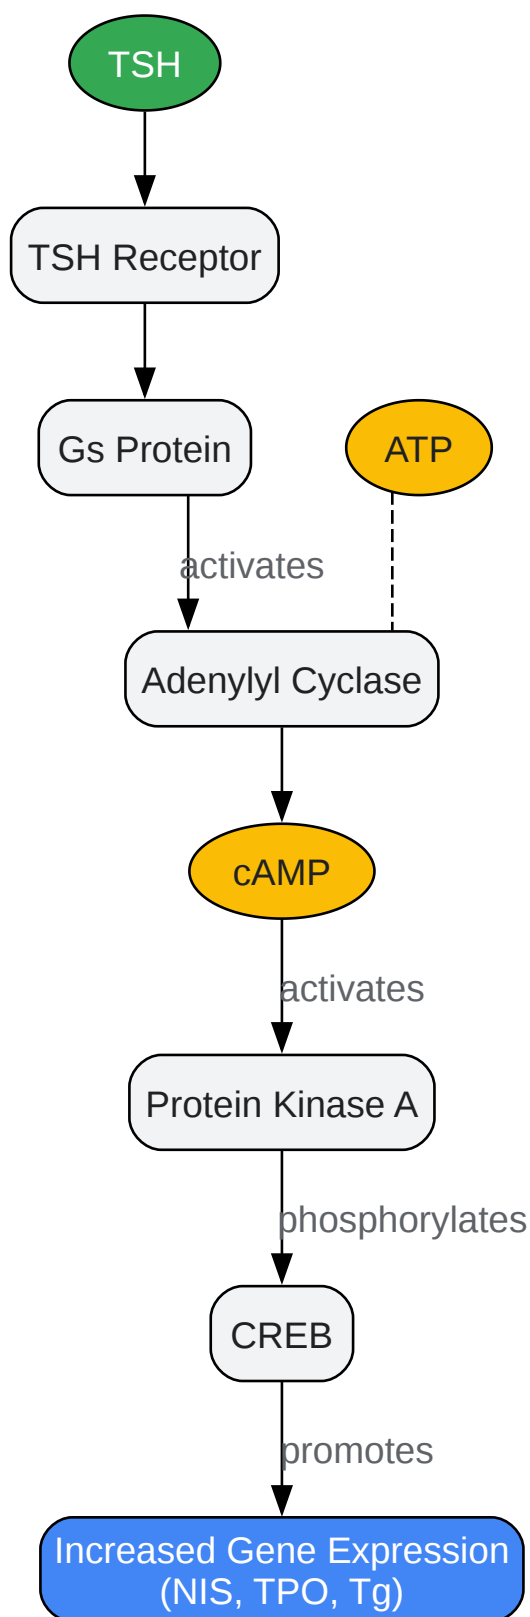 TSH
TSH Receptor
Gs Protein
ATP
activates
Adenylyl Cyclase
cAMP
activates
Protein Kinase A
phosphorylates
CREB
promotes
Increased Gene Expression
(NIS, TPO, Tg)